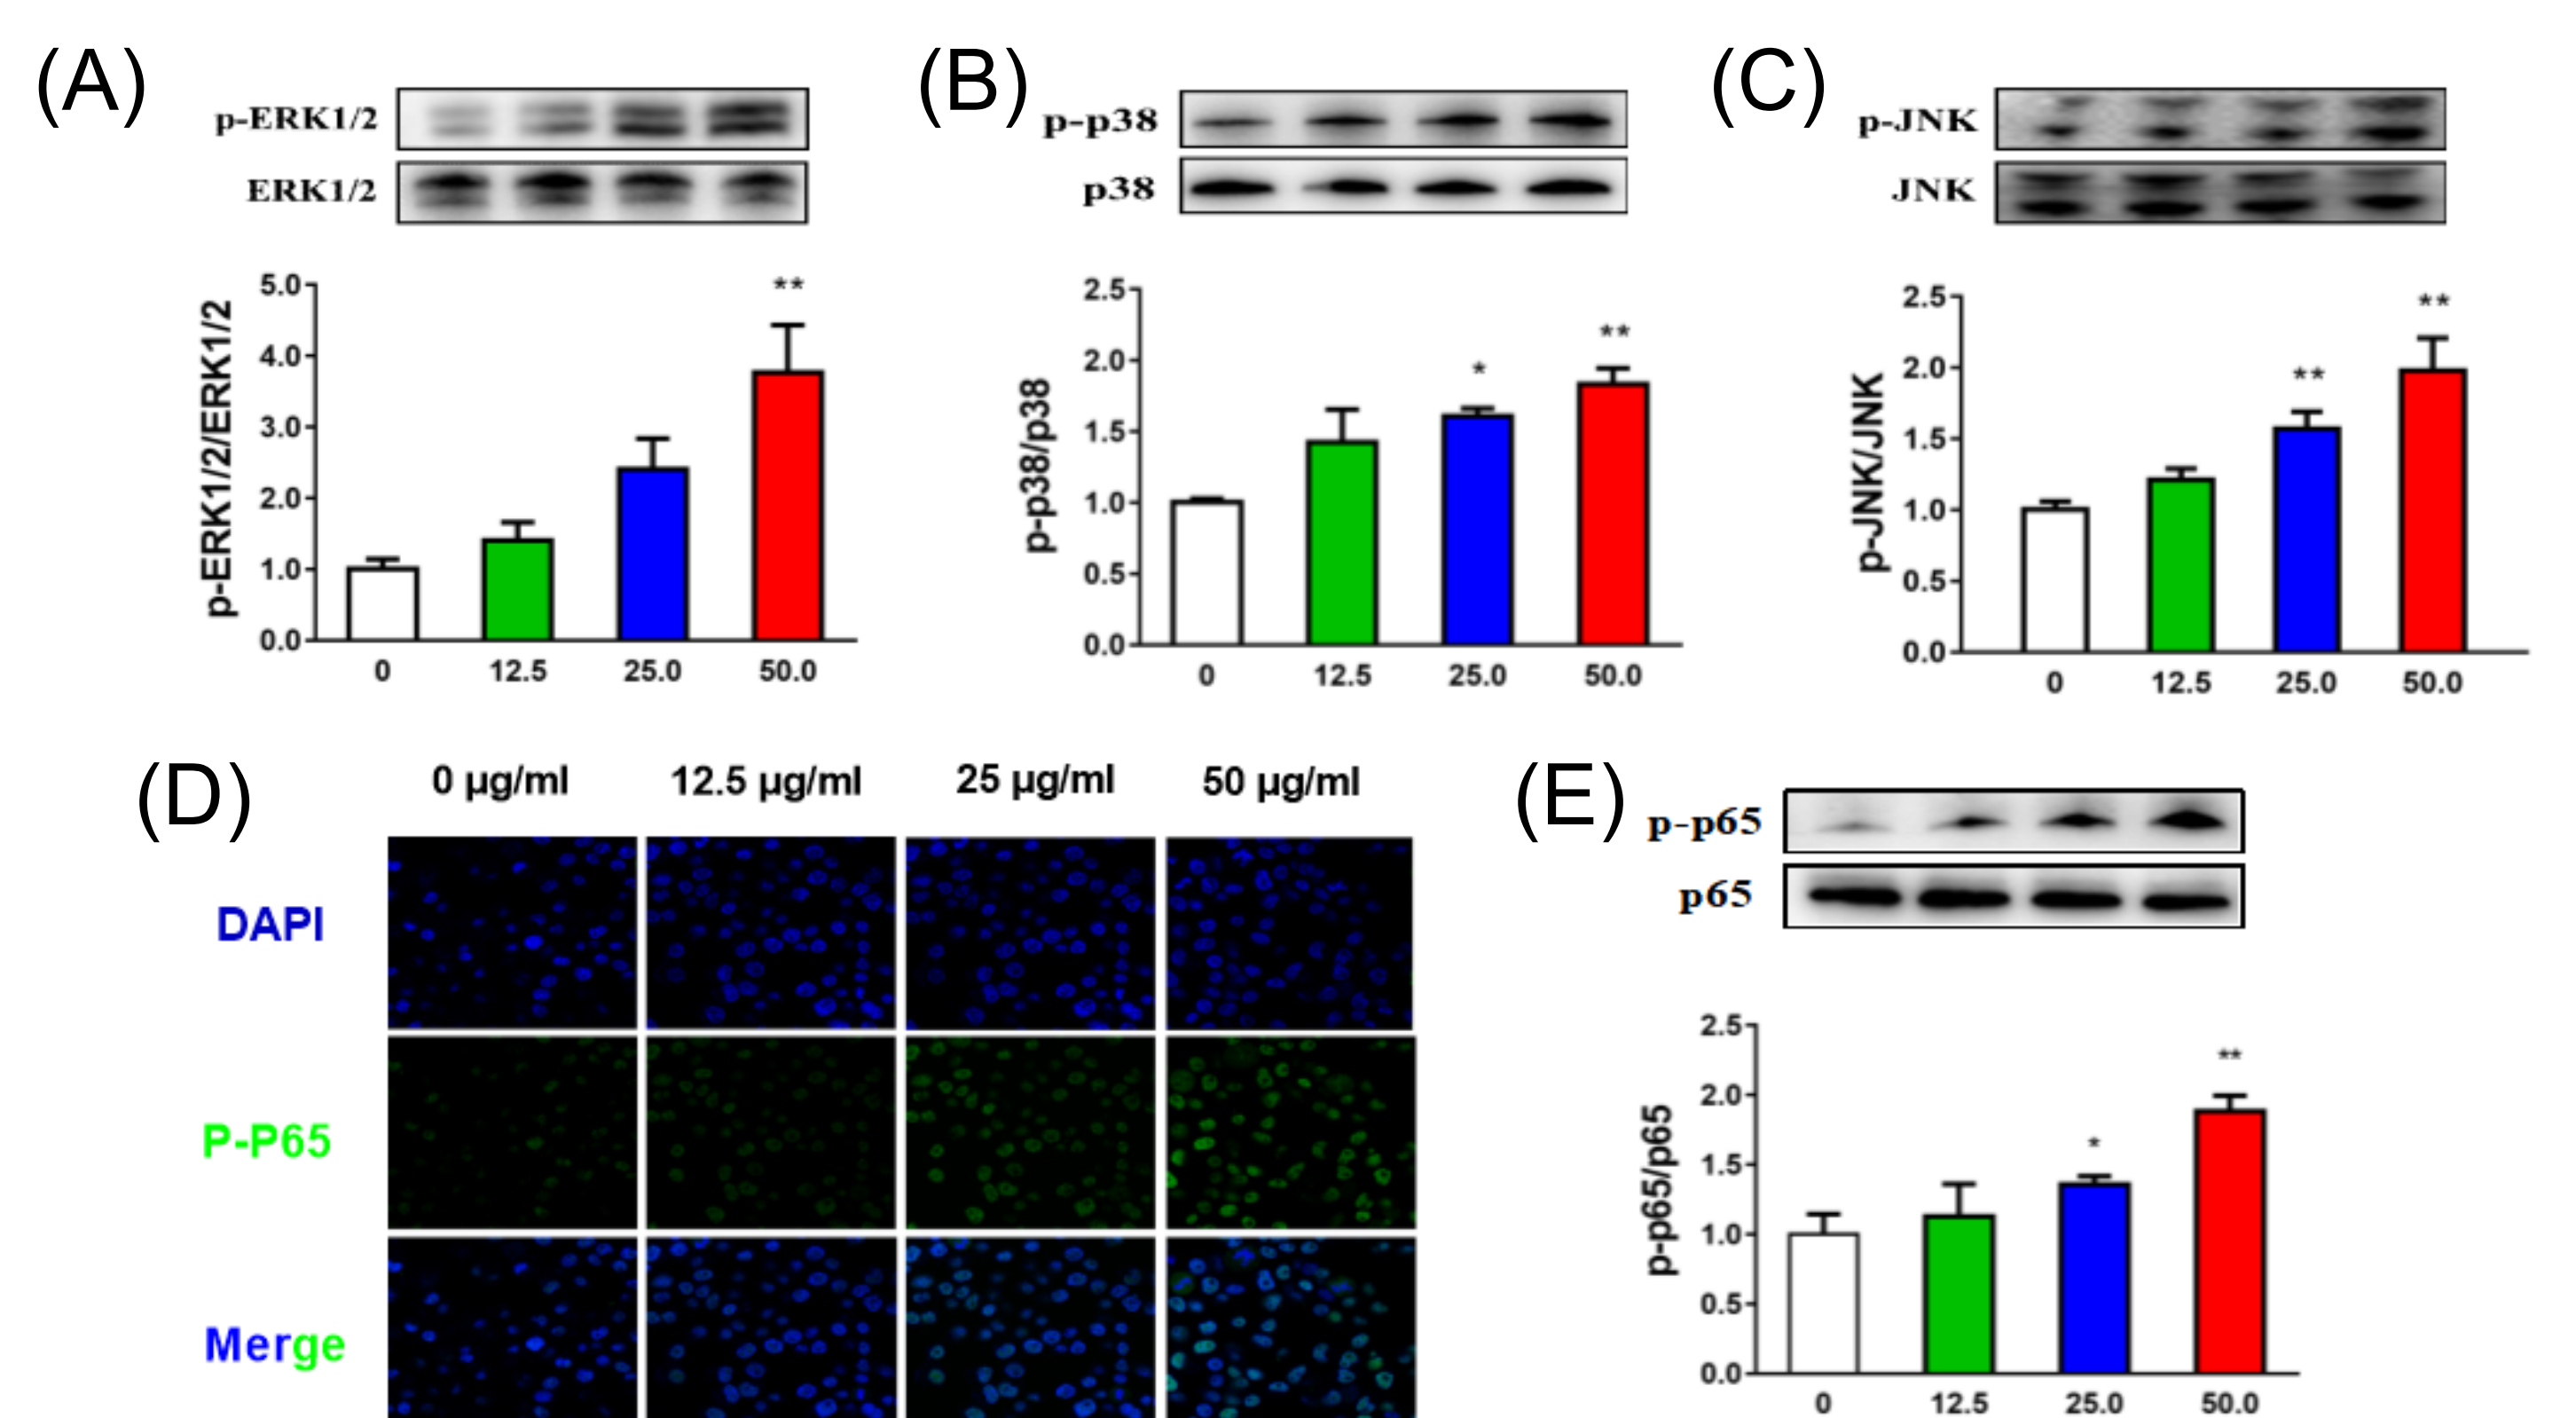 (A)
p-ERK1/2
ERK1/2
p-ERK1/2/ERK1/2
5.0
4.0
3.0
2.0
1.0
0.0
**
0 12.5 25.0 50.0
(B)
p-p38
p38
p-p38/p38
2.5
2.0
1.5
1.0
0.5
0.0
* **
0 12.5 25.0 50.0
(C)
p-JNK
JNK
p-JNK/JNK
2.5
2.0
1.5
1.0
0.5
0.0
** **
0 12.5 25.0 50.0
(D)
0 µg/ml 12.5 µg/ml 25 µg/ml 50 µg/ml
DAPI
P-P65
Merge
(E)
p-p65
p65
p-p65/p65
2.5
2.0
1.5
1.0
0.5
0.0
* **
0 12.5 25.0 50.0